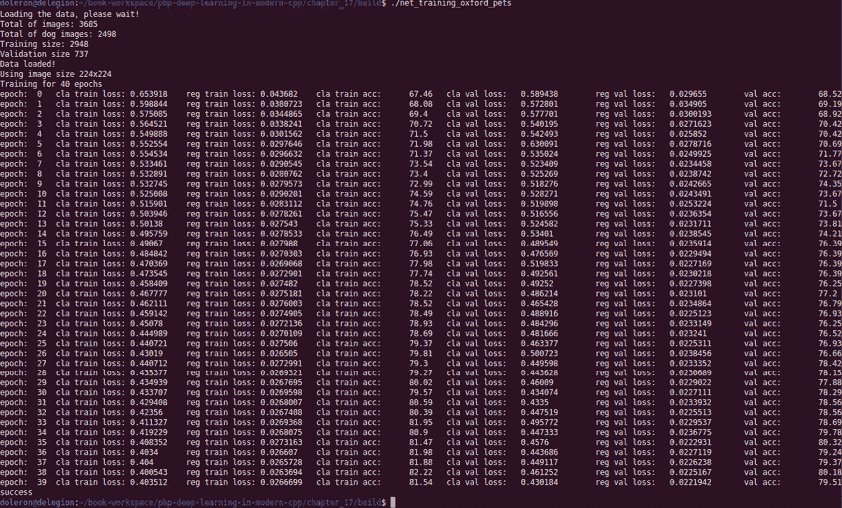 doleron@delegion:~/book-workspace/php-deep-learning-in-modern-cpp/chapter_17/build$ ./net_training_oxford_pets
Loading the data, please wait!
Total of images: 3685
Total of dog images: 2498
Training size: 2948
Validation size 737
Data loaded!
Using image size 224x224
Training for 40 epochs
epoch: 0 cla train loss: 0.653918 reg train loss: 0.043682 cla train acc: 67.46 cla val loss: 0.589438 reg val loss: 0.029655 val acc: 68.52
epoch: 1 cla train loss: 0.598844 reg train loss: 0.0380723 cla train acc: 68.08 cla val loss: 0.572801 reg val loss: 0.034905 val acc: 69.19
epoch: 2 cla train loss: 0.575085 reg train loss: 0.0344865 cla train acc: 69.4 cla val loss: 0.577701 reg val loss: 0.0300193 val acc: 68.92
epoch: 3 cla train loss: 0.564521 reg train loss: 0.0338241 cla train acc: 70.72 cla val loss: 0.540195 reg val loss: 0.0271623 val acc: 70.42
epoch: 4 cla train loss: 0.549888 reg train loss: 0.0301562 cla train acc: 71.5 cla val loss: 0.542493 reg val loss: 0.025852 val acc: 70.42
epoch: 5 cla train loss: 0.552554 reg train loss: 0.0297646 cla train acc: 71.98 cla val loss: 0.630091 reg val loss: 0.0278716 val acc: 70.69
epoch: 6 cla train loss: 0.554534 reg train loss: 0.0296632 cla train acc: 71.37 cla val loss: 0.535024 reg val loss: 0.0249925 val acc: 71.77
epoch: 7 cla train loss: 0.533461 reg train loss: 0.0290545 cla train acc: 73.54 cla val loss: 0.523409 reg val loss: 0.0234458 val acc: 73.67
epoch: 8 cla train loss: 0.532891 reg train loss: 0.0280762 cla train acc: 73.4 cla val loss: 0.525269 reg val loss: 0.0238742 val acc: 72.72
epoch: 9 cla train loss: 0.532745 reg train loss: 0.0279573 cla train acc: 72.99 cla val loss: 0.518276 reg val loss: 0.0242665 val acc: 74.35
epoch: 10 cla train loss: 0.525008 reg train loss: 0.0290201 cla train acc: 74.59 cla val loss: 0.528271 reg val loss: 0.0243491 val acc: 73.67
epoch: 11 cla train loss: 0.515901 reg train loss: 0.0283112 cla train acc: 74.76 cla val loss: 0.519898 reg val loss: 0.0253224 val acc: 71.5
epoch: 12 cla train loss: 0.503946 reg train loss: 0.0278261 cla train acc: 75.47 cla val loss: 0.516556 reg val loss: 0.0236354 val acc: 73.67
epoch: 13 cla train loss: 0.50138 reg train loss: 0.027543 cla train acc: 75.33 cla val loss: 0.524582 reg val loss: 0.0231711 val acc: 73.81
epoch: 14 cla train loss: 0.495759 reg train loss: 0.0278533 cla train acc: 76.49 cla val loss: 0.53401 reg val loss: 0.0238545 val acc: 74.21
epoch: 15 cla train loss: 0.49067 reg train loss: 0.027988 cla train acc: 77.06 cla val loss: 0.489549 reg val loss: 0.0235914 val acc: 76.39
epoch: 16 cla train loss: 0.484842 reg train loss: 0.0270303 cla train acc: 76.93 cla val loss: 0.476569 reg val loss: 0.0229494 val acc: 76.39
epoch: 17 cla train loss: 0.470369 reg train loss: 0.0269068 cla train acc: 77.98 cla val loss: 0.519833 reg val loss: 0.0227169 val acc: 76.39
epoch: 18 cla train loss: 0.473545 reg train loss: 0.0272901 cla train acc: 77.74 cla val loss: 0.492561 reg val loss: 0.0230218 val acc: 76.39
epoch: 19 cla train loss: 0.458409 reg train loss: 0.027482 cla train acc: 78.52 cla val loss: 0.49252 reg val loss: 0.0227398 val acc: 76.25
epoch: 20 cla train loss: 0.467777 reg train loss: 0.0275181 cla train acc: 78.22 cla val loss: 0.486214 reg val loss: 0.023101 val acc: 77.2
epoch: 21 cla train loss: 0.462111 reg train loss: 0.0276003 cla train acc: 78.52 cla val loss: 0.465428 reg val loss: 0.0234864 val acc: 76.79
epoch: 22 cla train loss: 0.459142 reg train loss: 0.0274905 cla train acc: 78.49 cla val loss: 0.488916 reg val loss: 0.0225123 val acc: 76.93
epoch: 23 cla train loss: 0.45078 reg train loss: 0.0272136 cla train acc: 78.93 cla val loss: 0.484296 reg val loss: 0.0233149 val acc: 76.25
epoch: 24 cla train loss: 0.444989 reg train loss: 0.0270109 cla train acc: 78.69 cla val loss: 0.481666 reg val loss: 0.023241 val acc: 76.52
epoch: 25 cla train loss: 0.440721 reg train loss: 0.027506 cla train acc: 79.37 cla val loss: 0.463377 reg val loss: 0.0225311 val acc: 76.93
epoch: 26 cla train loss: 0.43019 reg train loss: 0.026505 cla train acc: 79.81 cla val loss: 0.500723 reg val loss: 0.0238456 val acc: 76.66
epoch: 27 cla train loss: 0.440712 reg train loss: 0.0272991 cla train acc: 79.3 cla val loss: 0.449598 reg val loss: 0.0233352 val acc: 78.42
epoch: 28 cla train loss: 0.435377 reg train loss: 0.0269321 cla train acc: 79.27 cla val loss: 0.443628 reg val loss: 0.0230089 val acc: 78.15
epoch: 29 cla train loss: 0.434939 reg train loss: 0.0267695 cla train acc: 80.02 cla val loss: 0.46009 reg val loss: 0.0229022 val acc: 77.88
epoch: 30 cla train loss: 0.433707 reg train loss: 0.0269598 cla train acc: 79.57 cla val loss: 0.434074 reg val loss: 0.0227111 val acc: 78.29
epoch: 31 cla train loss: 0.429408 reg train loss: 0.0268007 cla train acc: 80.59 cla val loss: 0.4335 reg val loss: 0.0233932 val acc: 78.56
epoch: 32 cla train loss: 0.42356 reg train loss: 0.0267408 cla train acc: 80.39 cla val loss: 0.447519 reg val loss: 0.0225513 val acc: 78.56
epoch: 33 cla train loss: 0.411327 reg train loss: 0.0269368 cla train acc: 81.95 cla val loss: 0.495772 reg val loss: 0.0229537 val acc: 78.69
epoch: 34 cla train loss: 0.419229 reg train loss: 0.0268075 cla train acc: 80.9 cla val loss: 0.447333 reg val loss: 0.0236775 val acc: 79.78
epoch: 35 cla train loss: 0.408352 reg train loss: 0.0273163 cla train acc: 81.47 cla val loss: 0.4576 reg val loss: 0.0222931 val acc: 80.32
epoch: 36 cla train loss: 0.4034 reg train loss: 0.026607 cla train acc: 81.98 cla val loss: 0.443686 reg val loss: 0.0227119 val acc: 79.24
epoch: 37 cla train loss: 0.404 reg train loss: 0.0265728 cla train acc: 81.88 cla val loss: 0.449117 reg val loss: 0.0226238 val acc: 79.37
epoch: 38 cla train loss: 0.400543 reg train loss: 0.0263694 cla train acc: 82.22 cla val loss: 0.461252 reg val loss: 0.0225167 val acc: 80.18
epoch: 39 cla train loss: 0.403512 reg train loss: 0.0266699 cla train acc: 81.54 cla val loss: 0.430184 reg val loss: 0.0221942 val acc: 79.51
success
doleron@delegion:~/book-workspace/php-deep-learning-in-modern-cpp/chapter_17/build$